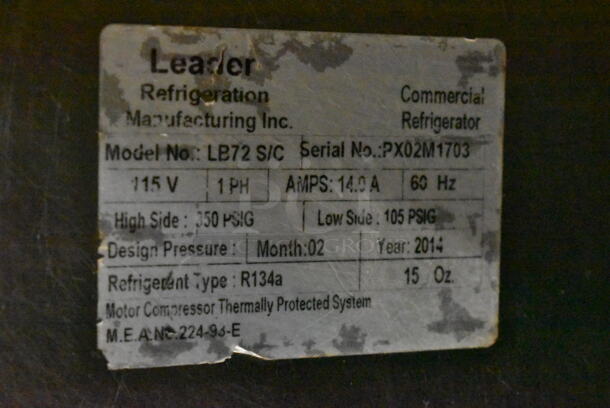 Leader
Refrigeration Commercial
Manufacturing Inc. Refrigerator
Model No.: LB72 S/C Serial No.:PX02M1703
115 V 1 PH AMPS: 14.0 A 60 Hz
High Side : 350 PSIG Low Side : 105 PSIG
Design Pressure : Month:02 Year: 2014
Refrigerent Type : R134a 15 Oz.
Motor Compressor Thermally Protected System
M.E.A.No.224-93-E